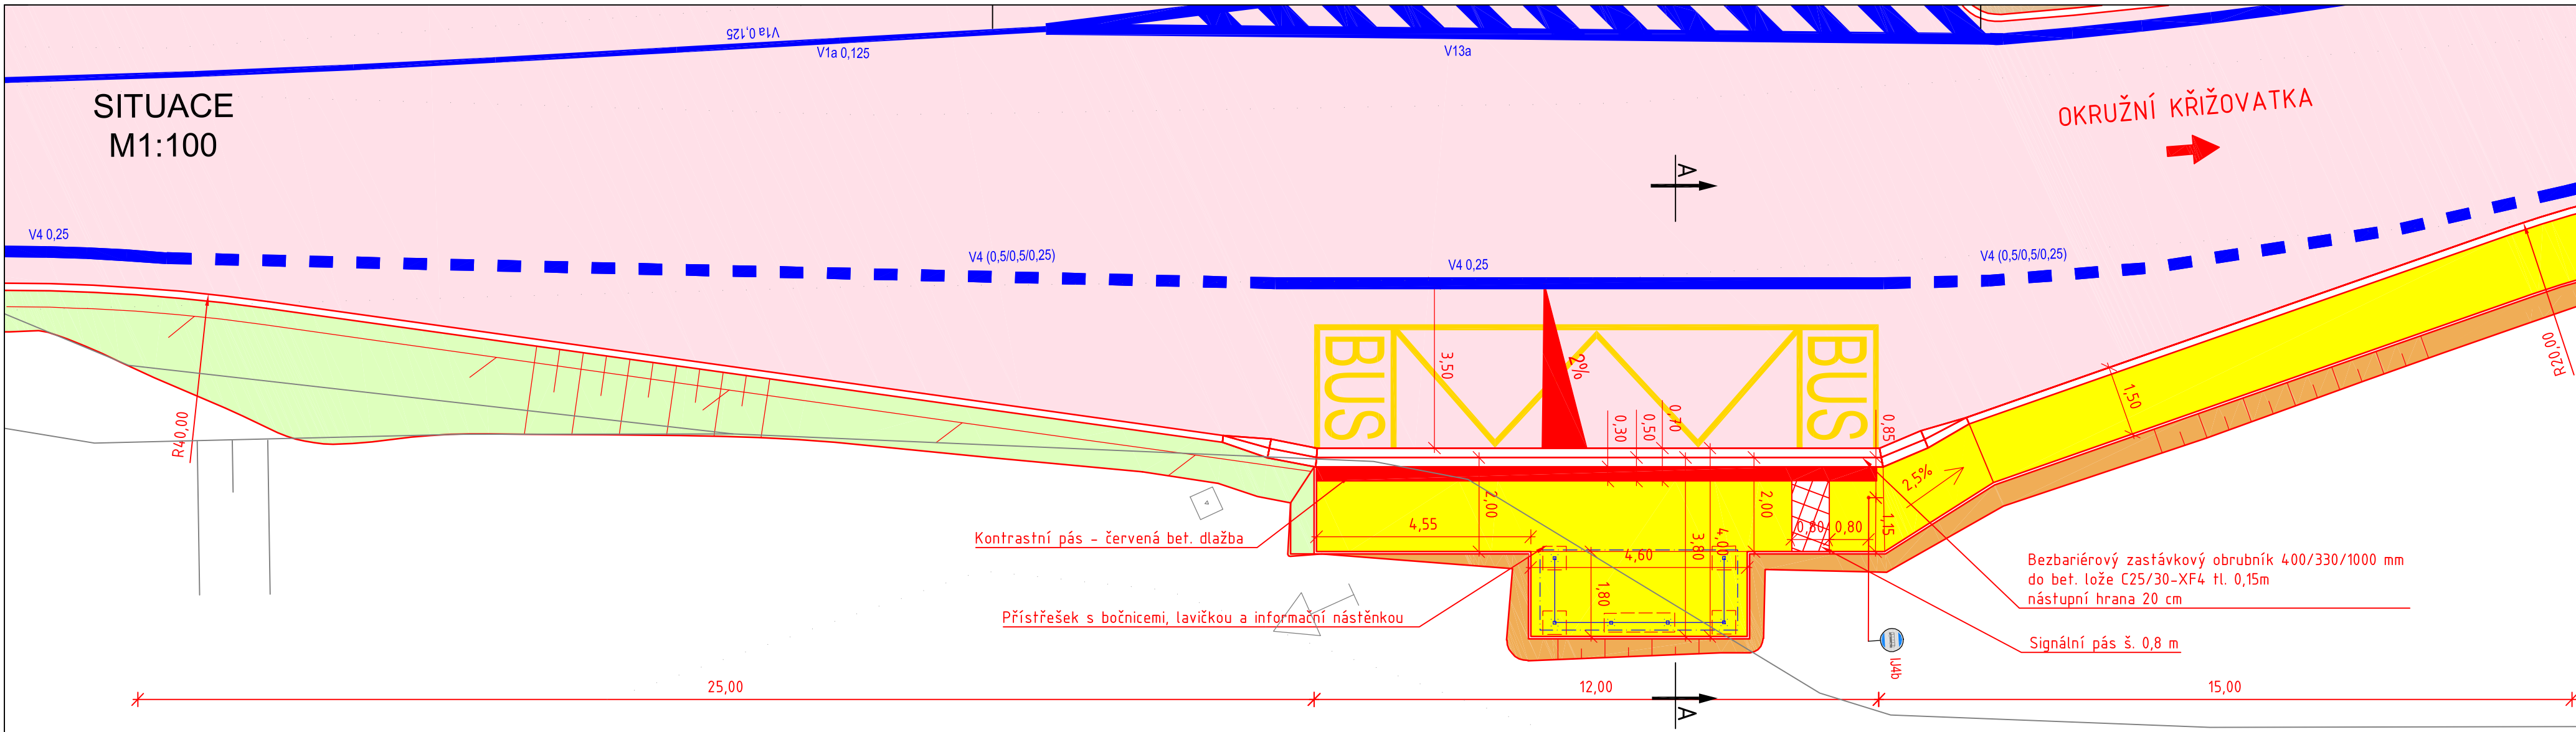 V1a 0,125
V1a 0,125
V13a
SITUACE
M1:100
OKRUŽNÍ KŘIŽOVATKA
A
V4 0,25
V4 (0,5/0,5/0,25)
V4 0,25
V4 (0,5/0,5/0,25)
R40,00
BUS
3,50
2%
BUS
0,30
0,50
0,70
0,85
1,50
R20,00
2,5%
4,55
2,00
2,00
0,80
0,80
1,15
4,60
3,80
4,00
1,80
Kontrastní pás - červená bet. dlažba
Přístřešek s bočnicemi, lavičkou a informační nástěnkou
Bezbariérový zastávkový obrubník 400/330/1000 mm
do bet. lože C25/30-XF4 tl. 0,15m
nástupní hrana 20 cm
Signální pás š. 0,8 m
IJ4b
25,00
12,00
15,00
A